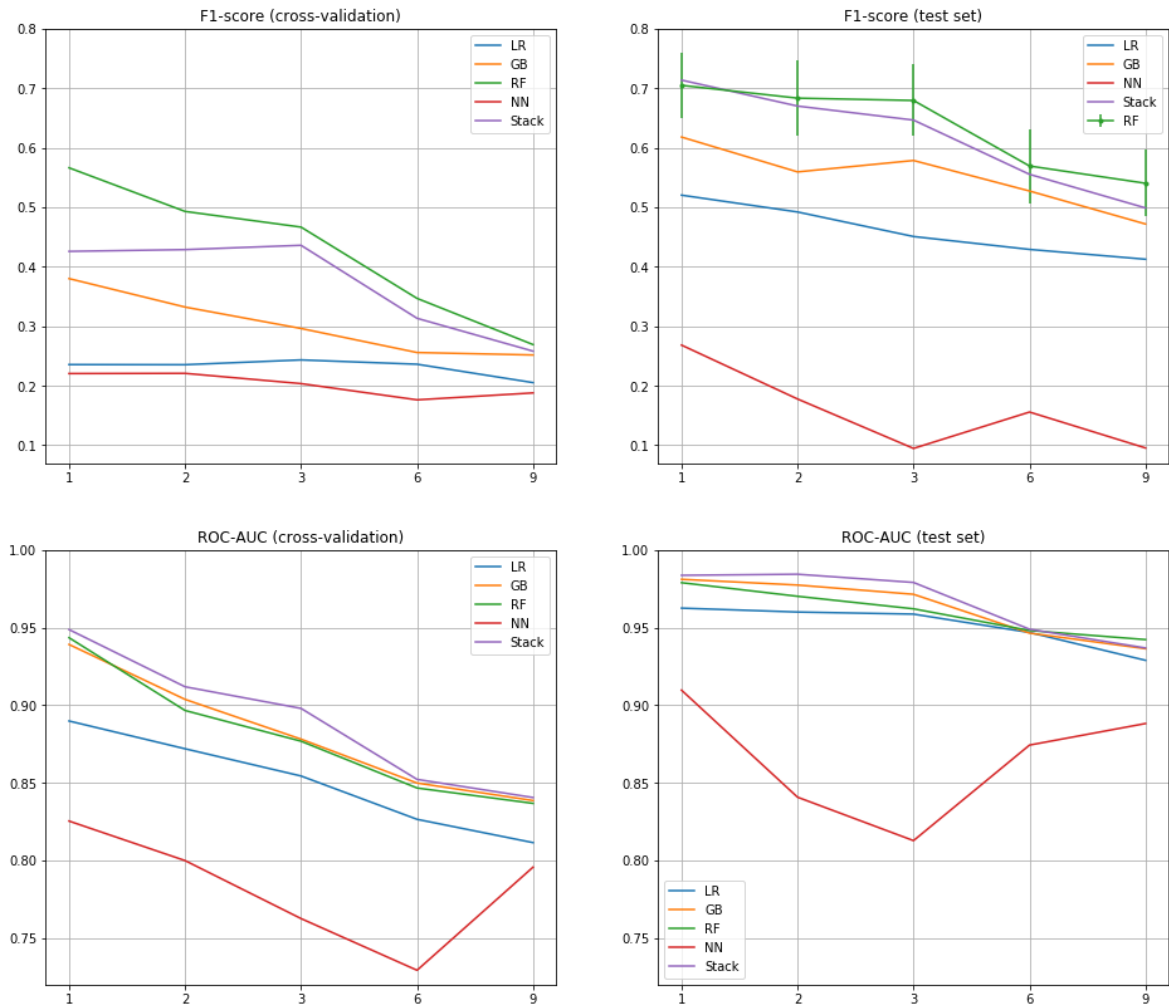 F1-score (cross-validation)
0.8
0.7
0.6
0.5
0.4
0.3
0.2
0.1
1 2 3 6 9
LR
GB
RF
NN
Stack
F1-score (test set)
0.8
0.7
0.6
0.5
0.4
0.3
0.2
0.1
1 2 3 6 9
LR
GB
NN
Stack
RF
ROC-AUC (cross-validation)
1.00
0.95
0.90
0.85
0.80
0.75
1 2 3 6 9
LR
GB
RF
NN
Stack
ROC-AUC (test set)
1.00
0.95
0.90
0.85
0.80
0.75
1 2 3 6 9
LR
GB
RF
NN
Stack